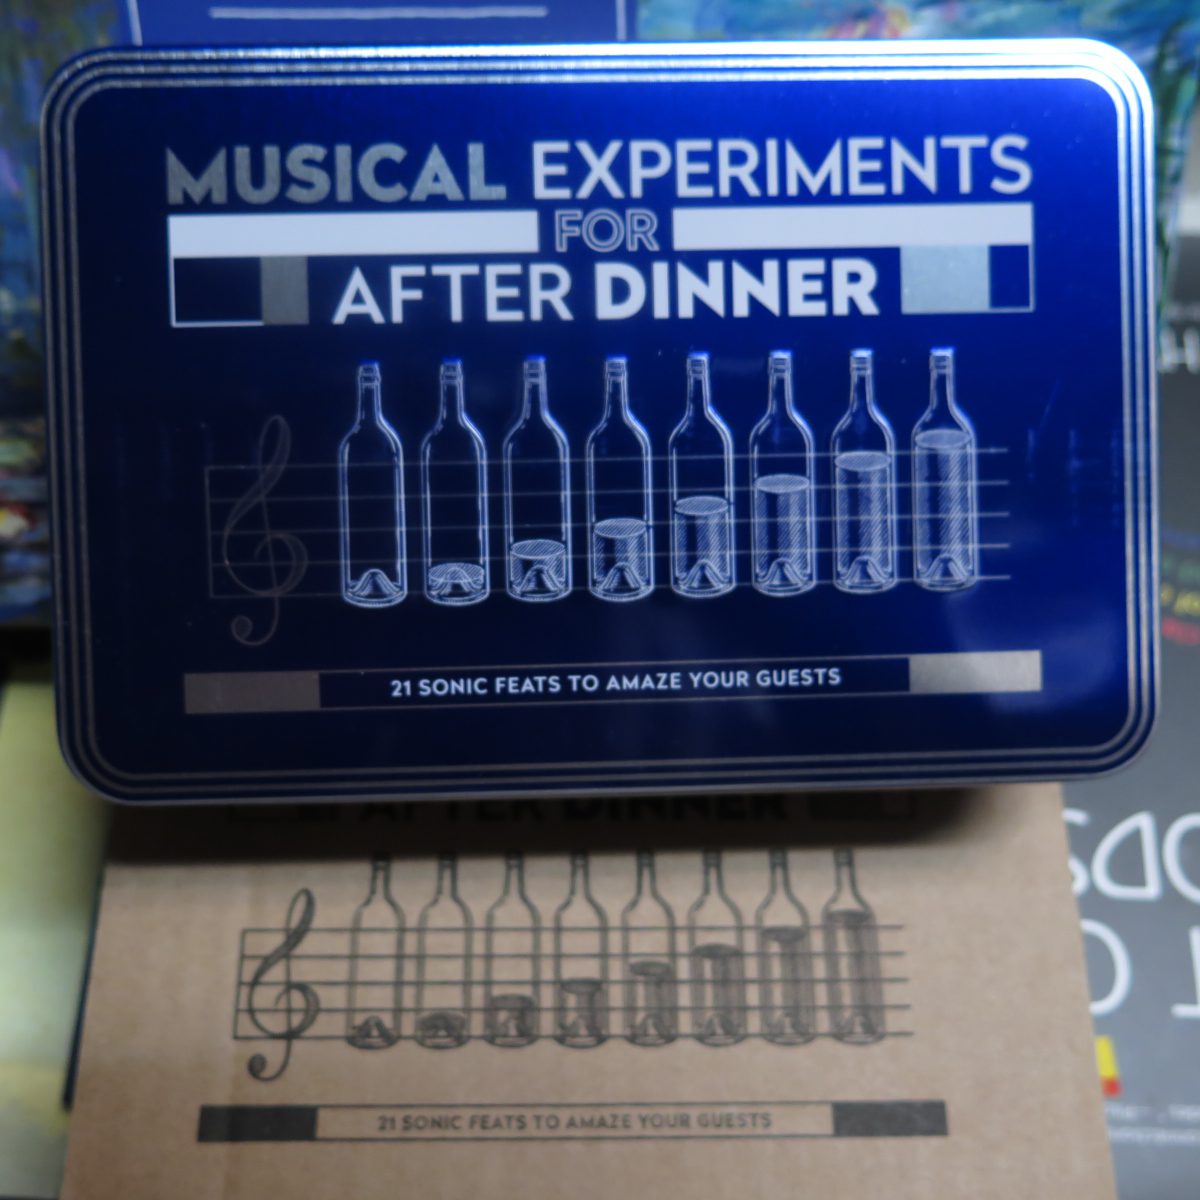 MUSICAL EXPERIMENTS
FOR
AFTER DINNER
21 SONIC FEATS TO AMAZE YOUR GUESTS
AFTER DINNER
21 SONIC FEATS TO AMAZE YOUR GUESTS